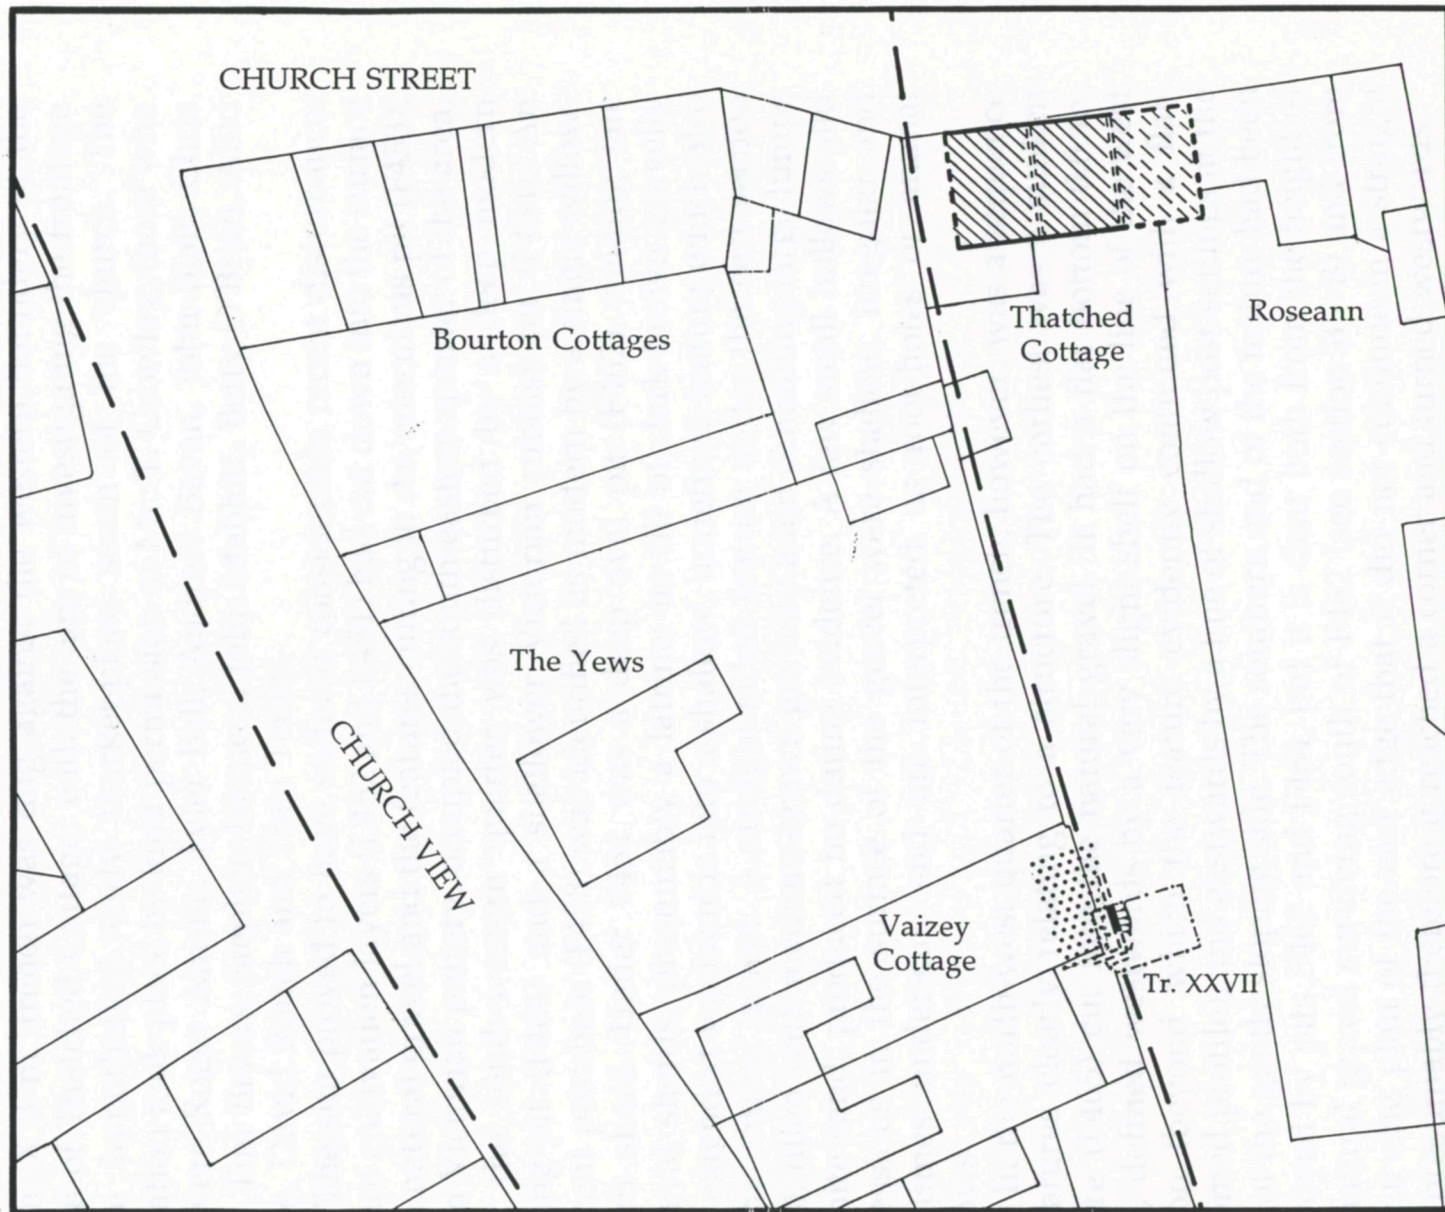 CHURCH STREET
Bourton Cottages
Thatched
Cottage
Roseann
The Yews
CHURCH VIEW
Vaizey
Cottage
Tr. XXVII